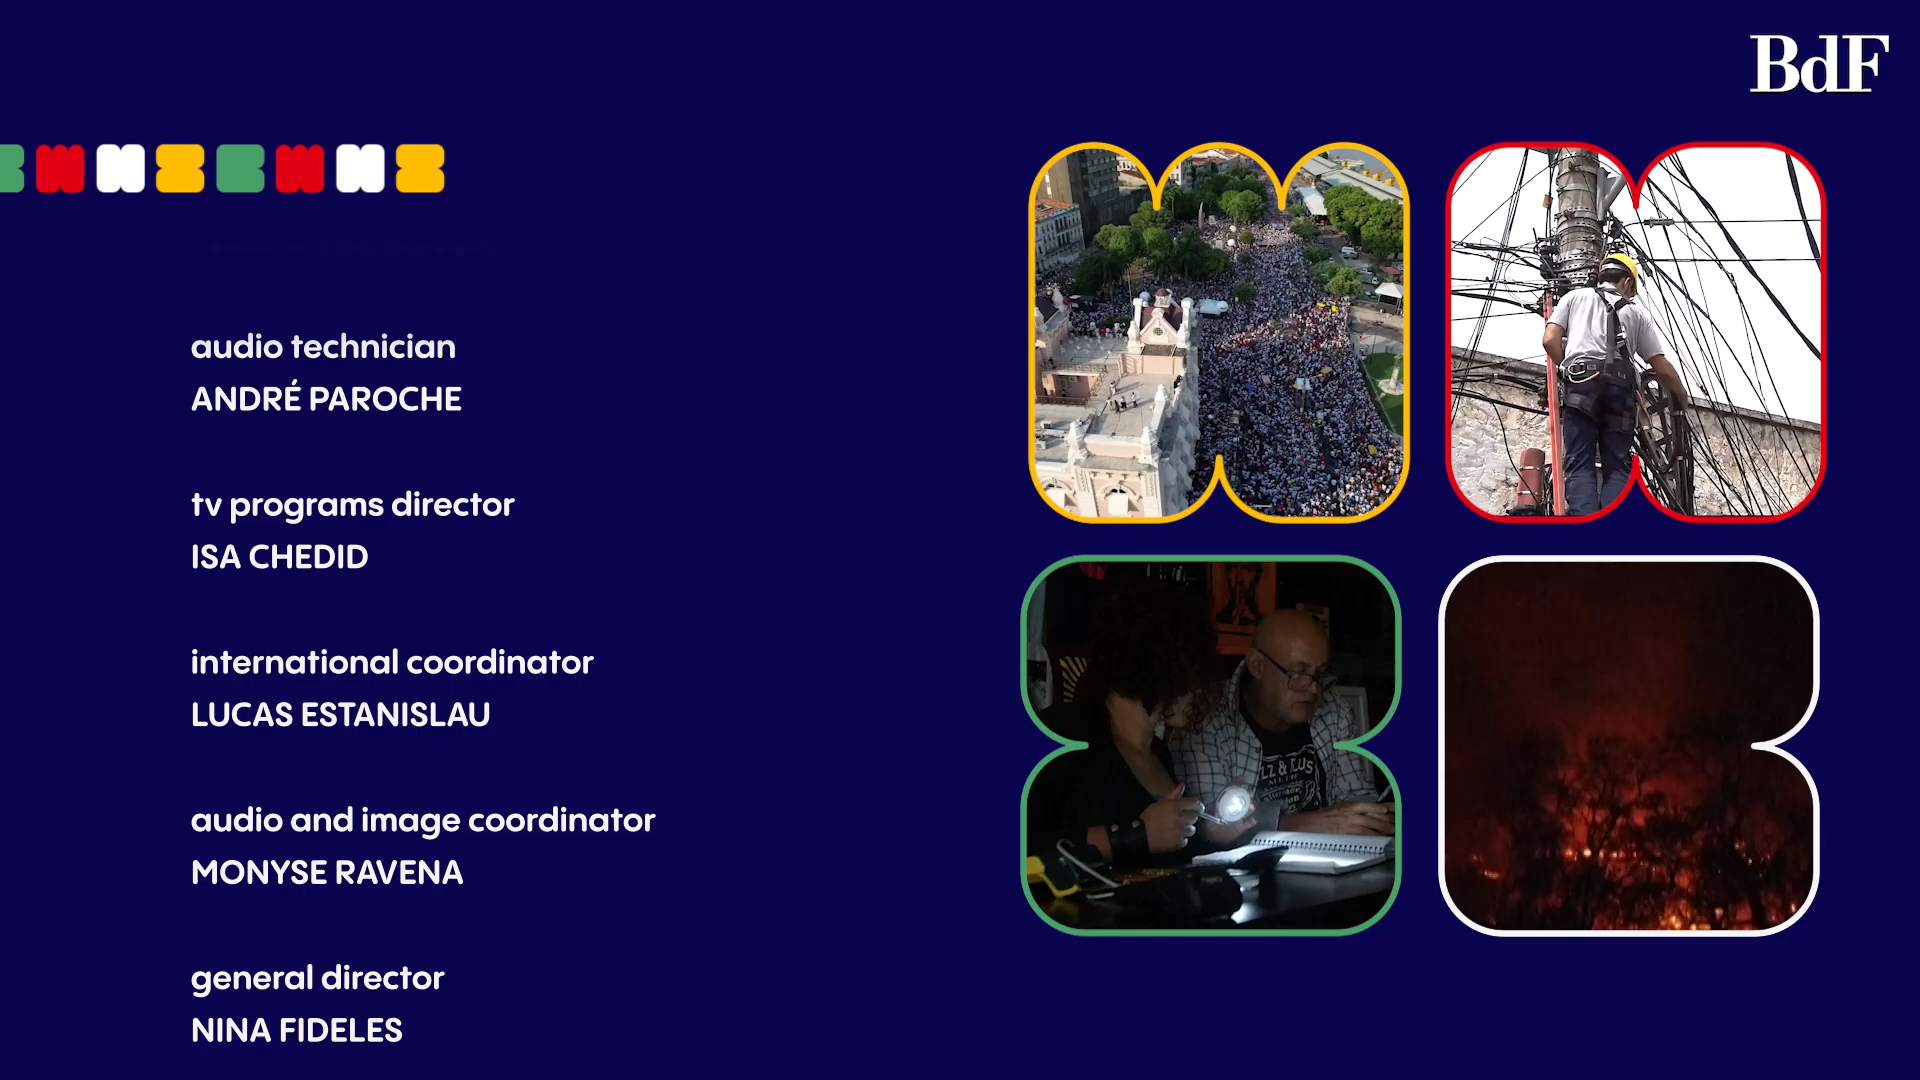 BdF
audio technician
ANDRÉ PAROCHE
tv programs director
ISA CHEDID
international coordinator
LUCAS ESTANISLAU
audio and image coordinator
MONYSE RAVENA
general director
NINA FIDELES